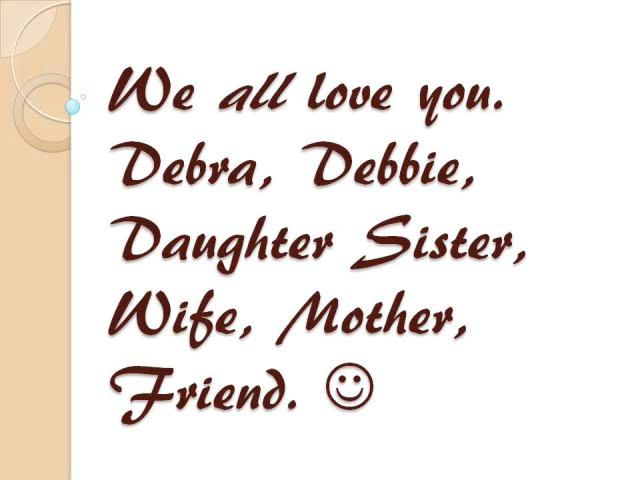 We all love you.
Debra, Debbie,
Daughter Sister,
Wife, Mother,
Friend. ☺